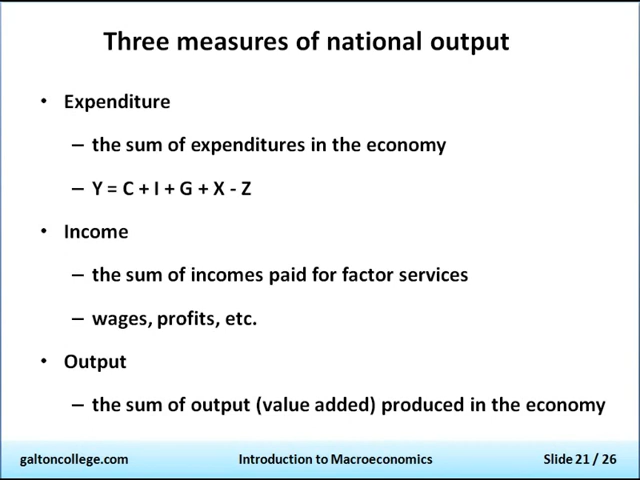 Three measures of national output
• Expenditure
– the sum of expenditures in the economy
– Y = C + I + G + X - Z
• Income
– the sum of incomes paid for factor services
– wages, profits, etc.
• Output
– the sum of output (value added) produced in the economy
galtoncollege.com Introduction to Macroeconomics Slide 21 / 26